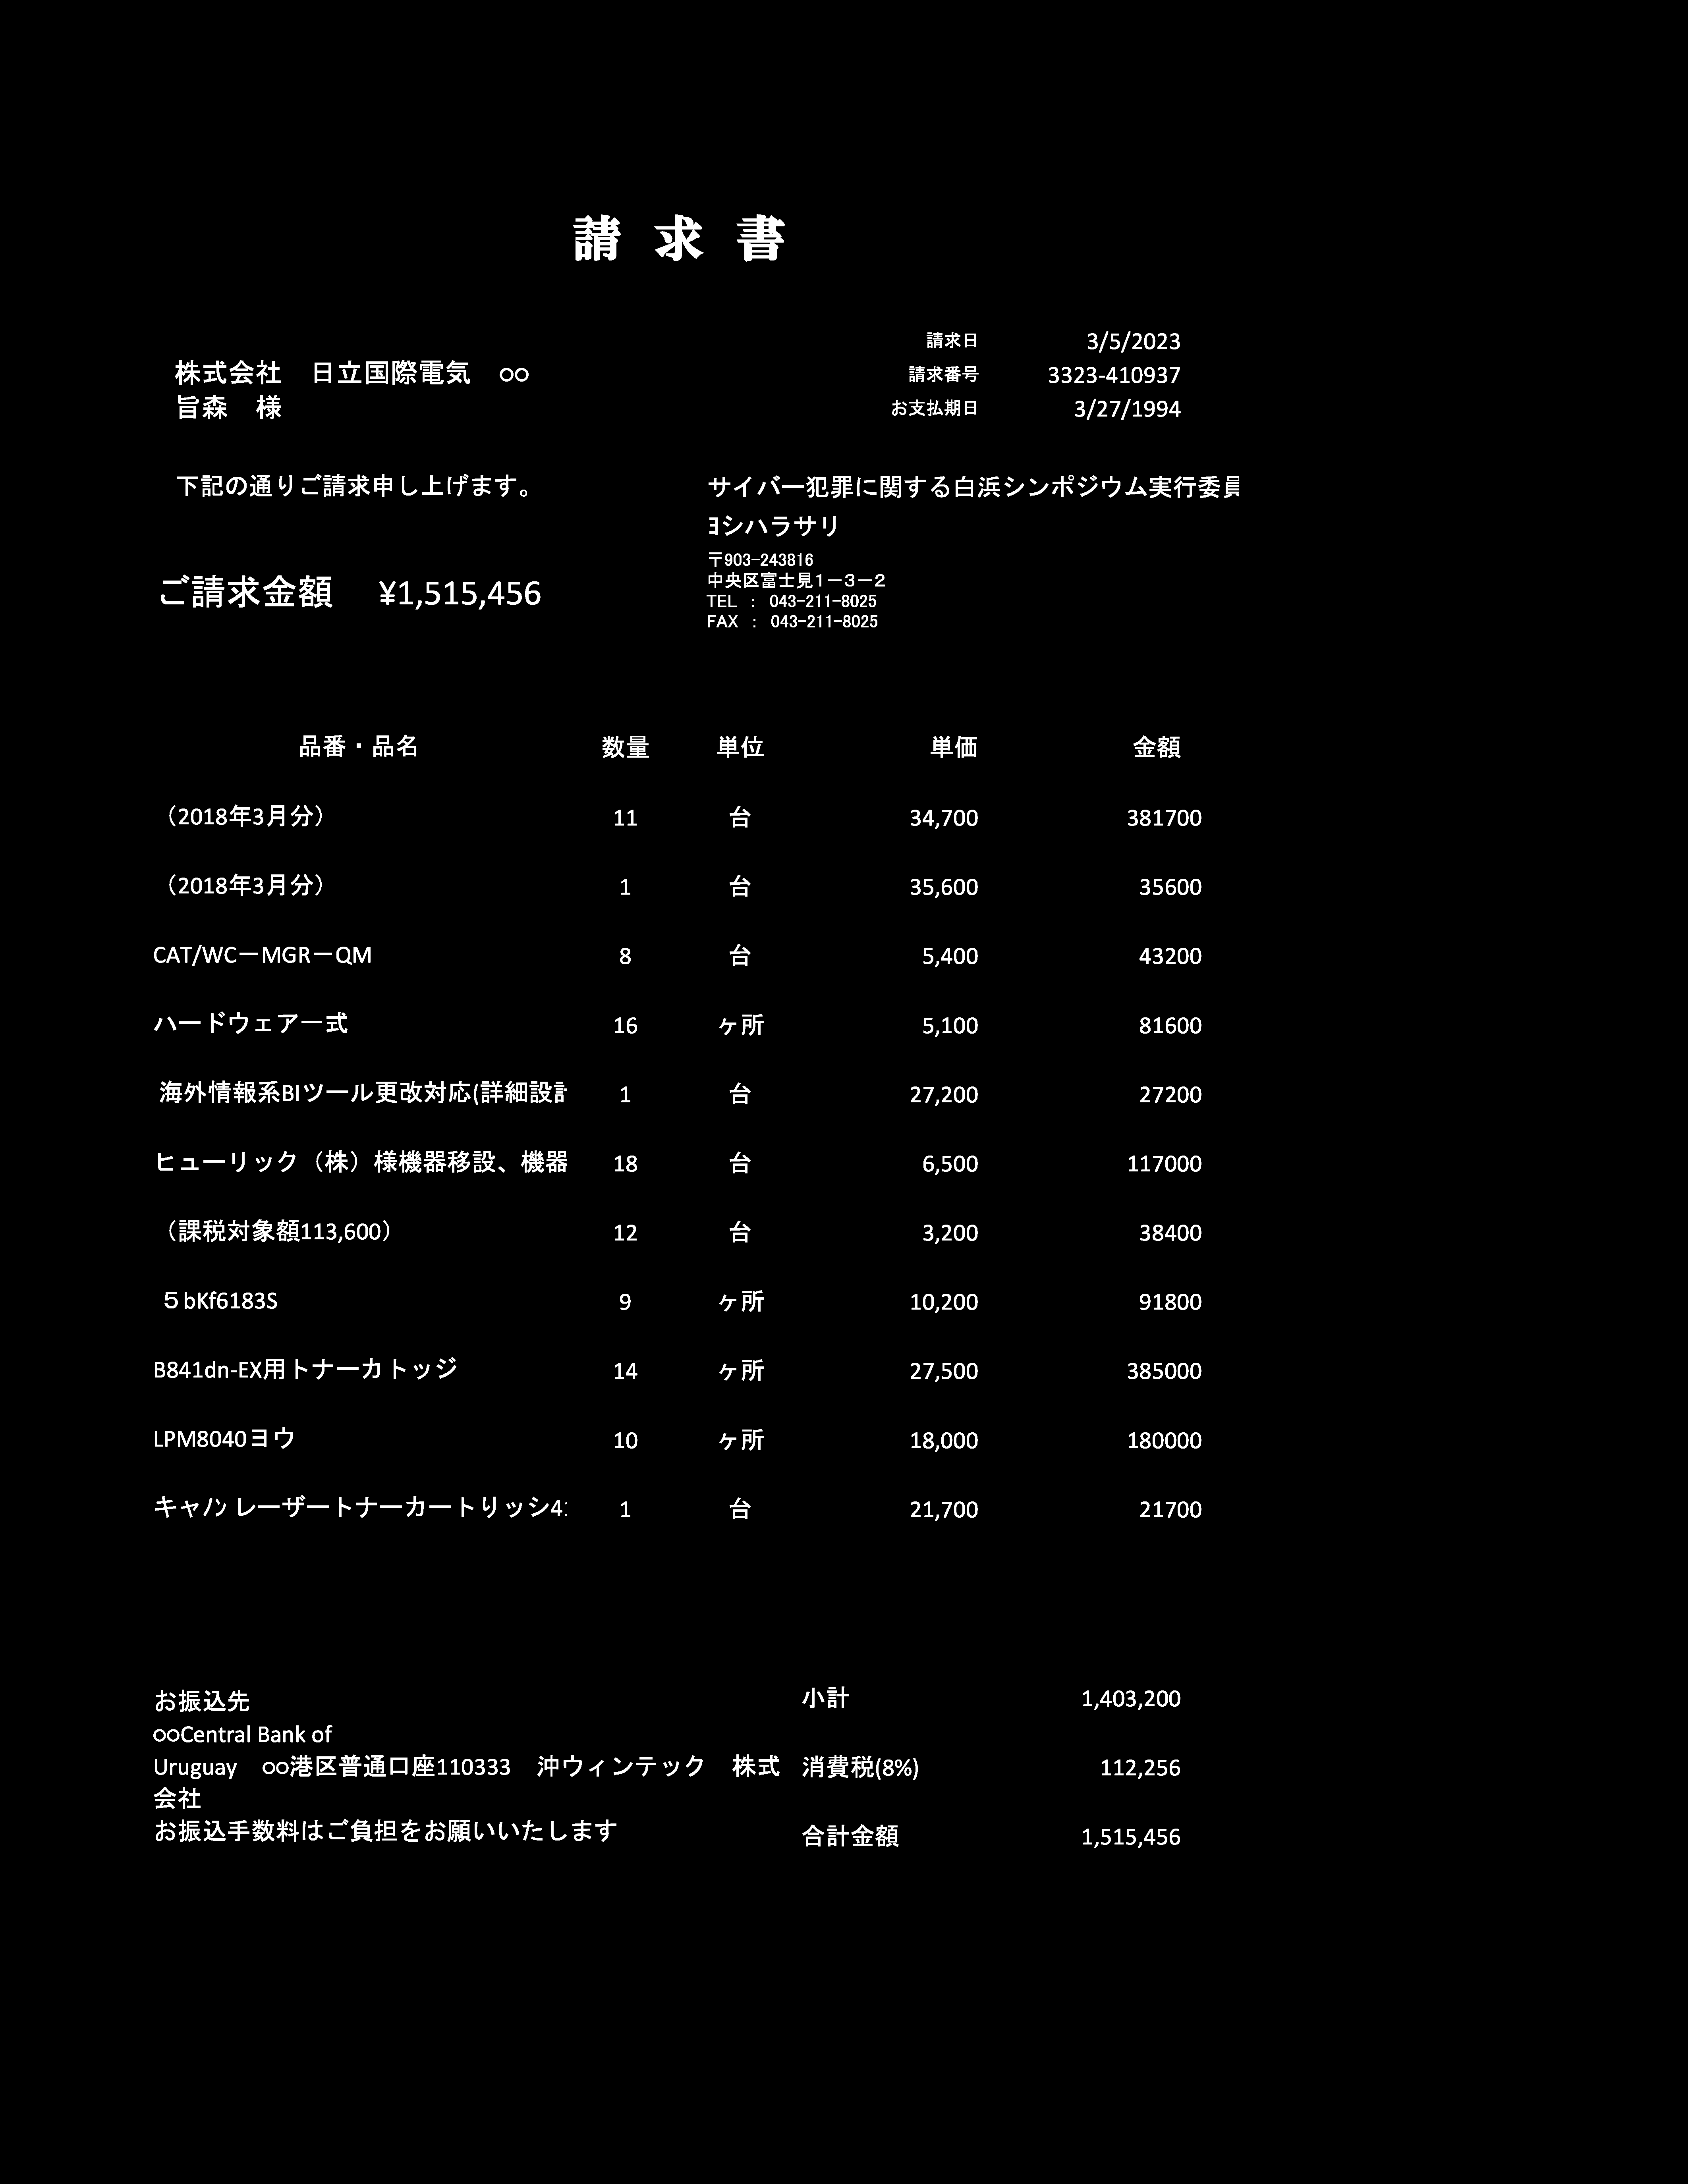 請求書
請求日 3/5/2023
株式会社　日立国際電気　○○
請求番号 3323-410937
旨森　様
お支払期日 3/27/1994
下記の通りご請求申し上げます。
サイバー犯罪に関する白浜シンポジウム実行委員
ﾖシハラサリ
〒903-243816
ご請求金額 ¥1,515,456
中央区富士見１－３－２
TEL ： 043-211-8025
FAX ： 043-211-8025
品番・品名 数量 単位 単価 金額
（2018年3月分） 11 台 34,700 381700
（2018年3月分） 1 台 35,600 35600
CAT/WCーMGRーQM 8 台 5,400 43200
ハードウェア一式 16 ヶ所 5,100 81600
海外情報系BIツール更改対応(詳細設計 1 台 27,200 27200
ヒューリック（株）様機器移設、機器 18 台 6,500 117000
（課税対象額113,600） 12 台 3,200 38400
５bKf6183S 9 ヶ所 10,200 91800
B841dn-EX用トナーカトッジ 14 ヶ所 27,500 385000
LPM8040ヨウ 10 ヶ所 18,000 180000
キャﾉﾝ レーザートナーカートりッシ41 1 台 21,700 21700
お振込先
小計 1,403,200
○○Central Bank of
Uruguay　○○港区普通口座110333　沖ウィンテック　株式
消費税(8%) 112,256
会社
お振込手数料はご負担をお願いいたします
合計金額 1,515,456